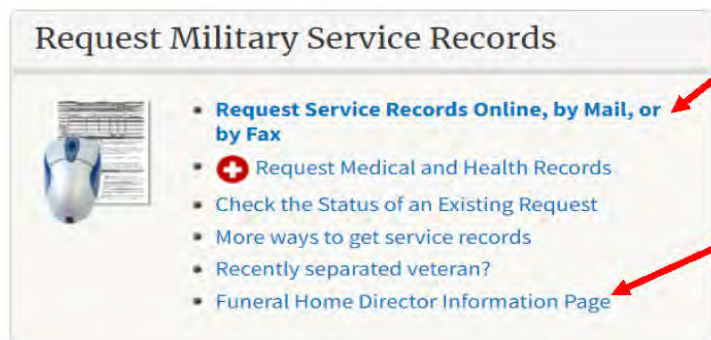 Request Military Service Records
Request Service Records Online, by Mail, or
by Fax
Request Medical and Health Records
Check the Status of an Existing Request
More ways to get service records
Recently separated veteran?
Funeral Home Director Information Page